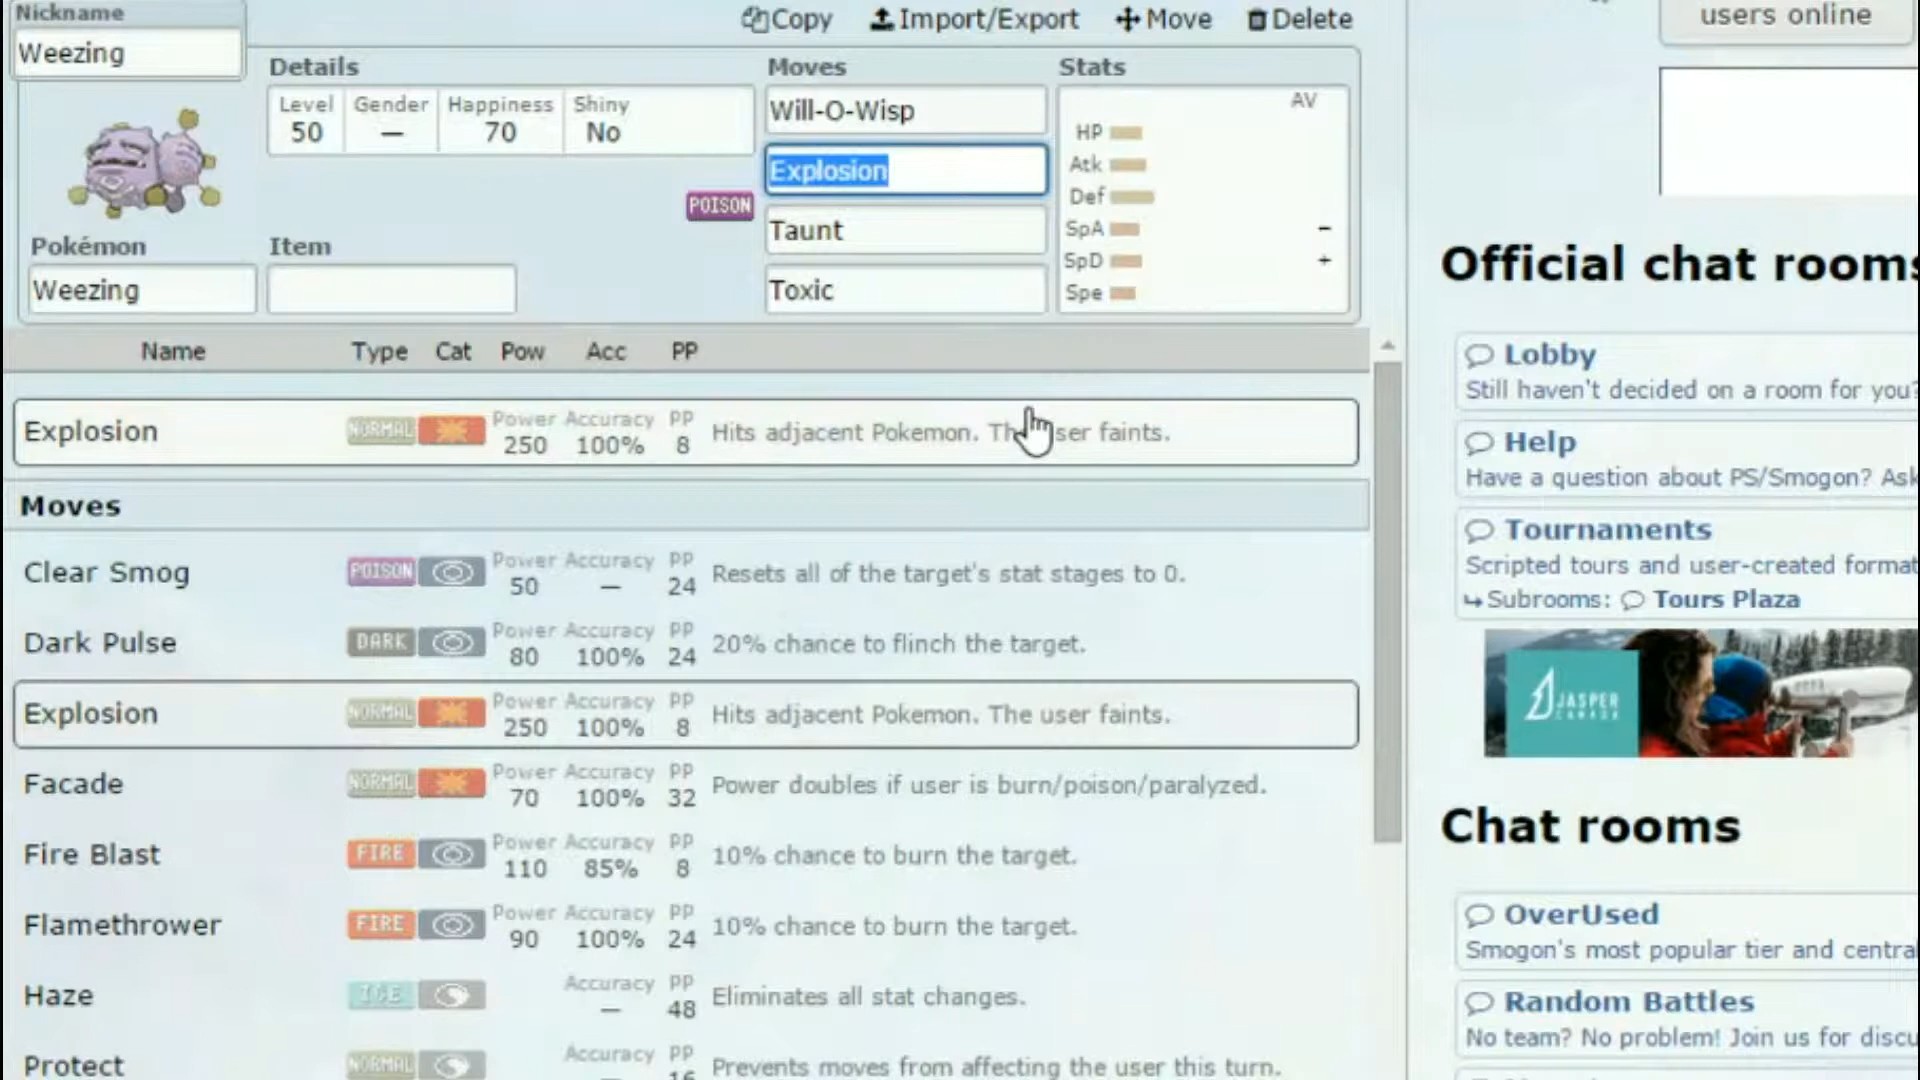 Nickname
Weezing
Copy Import/Export Move Delete
users online
Details
Level Gender Happiness Shiny
50 — 70 No
POISON
Pokémon Item
Weezing
Moves
Will-O-Wisp
Explosion
Taunt
Toxic
Stats
AV
HP
Atk
Def
SpA −
SpD +
Spe
Name Type Cat Pow Acc PP
Explosion NORMAL Power 250 Accuracy 100% PP 8 Hits adjacent Pokemon. The user faints.
Moves
Clear Smog POISON Power 50 Accuracy — PP 24 Resets all of the target's stat stages to 0.
Dark Pulse DARK Power 80 Accuracy 100% PP 24 20% chance to flinch the target.
Explosion NORMAL Power 250 Accuracy 100% PP 8 Hits adjacent Pokemon. The user faints.
Facade NORMAL Power 70 Accuracy 100% PP 32 Power doubles if user is burn/poison/paralyzed.
Fire Blast FIRE Power 110 Accuracy 85% PP 8 10% chance to burn the target.
Flamethrower FIRE Power 90 Accuracy 100% PP 24 10% chance to burn the target.
Haze ICE Accuracy — PP 48 Eliminates all stat changes.
Protect NORMAL Accuracy — PP 16 Prevents moves from affecting the user this turn.
Official chat rooms
Lobby
Still haven't decided on a room for you?
Help
Have a question about PS/Smogon? Ask
Tournaments
Scripted tours and user-created format
Subrooms: Tours Plaza
JASPER
CANADA
Chat rooms
OverUsed
Smogon's most popular tier and centra
Random Battles
No team? No problem! Join us for discu